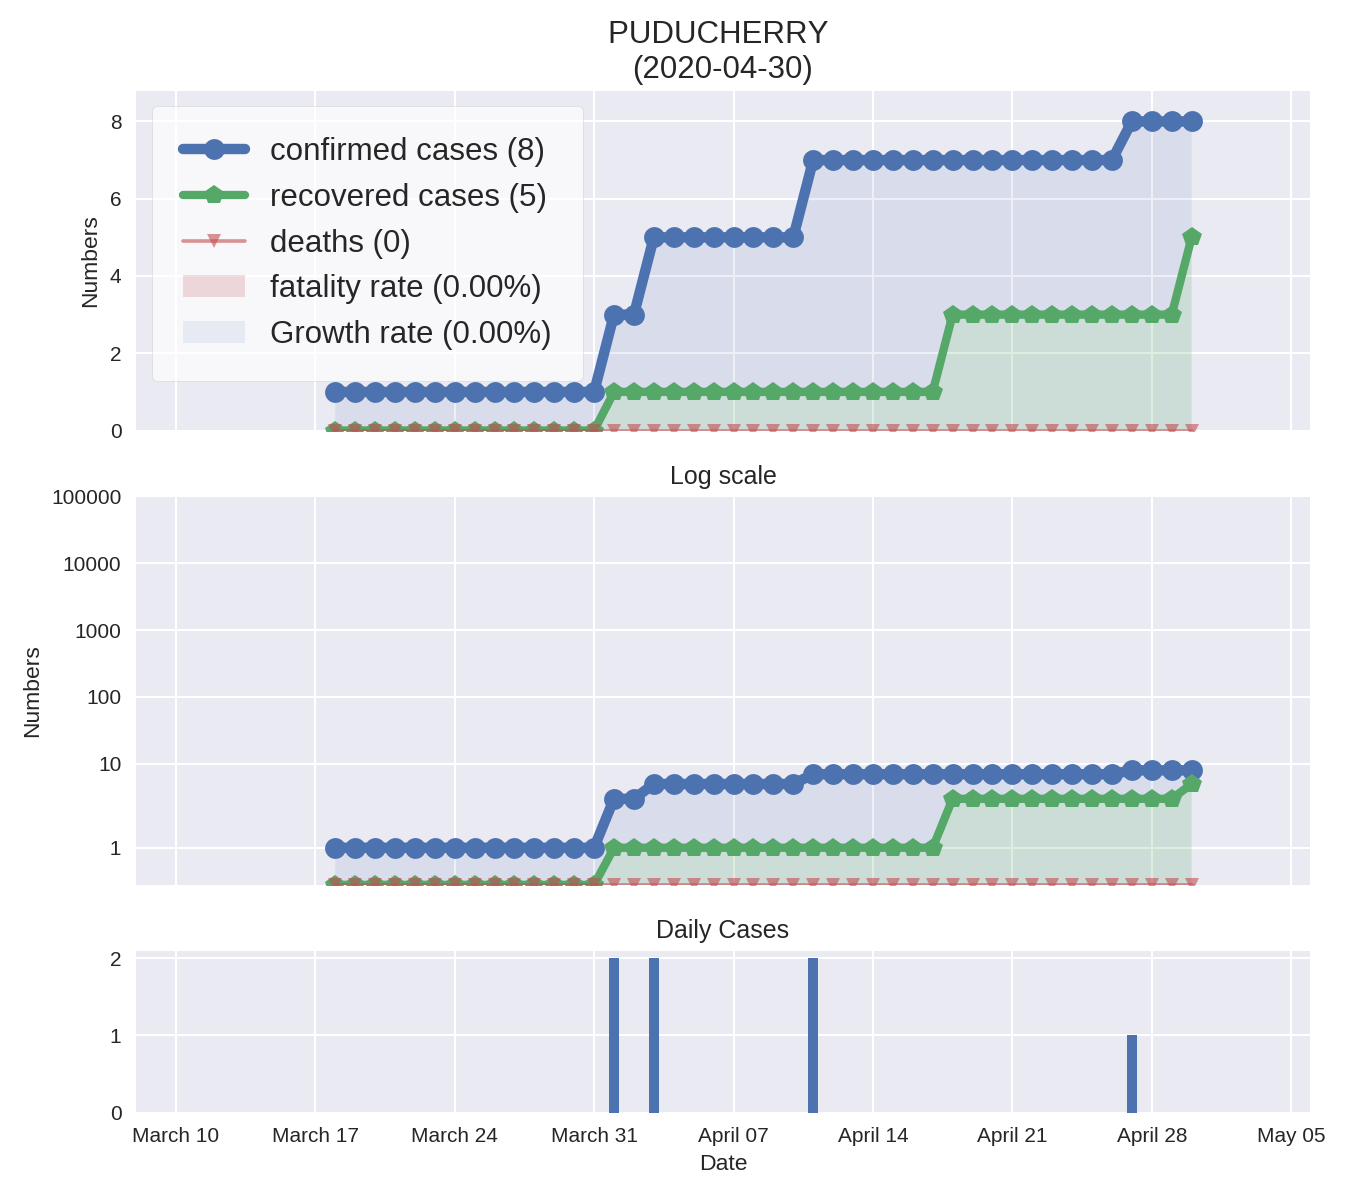 PUDUCHERRY
(2020-04-30)
8
6
4
2
0
Numbers
confirmed cases (8)
recovered cases (5)
deaths (0)
fatality rate (0.00%)
Growth rate (0.00%)
Log scale
100000
10000
1000
100
10
1
Numbers
Daily Cases
2
1
0
March 10 March 17 March 24 March 31 April 07 April 14 April 21 April 28 May 05
Date